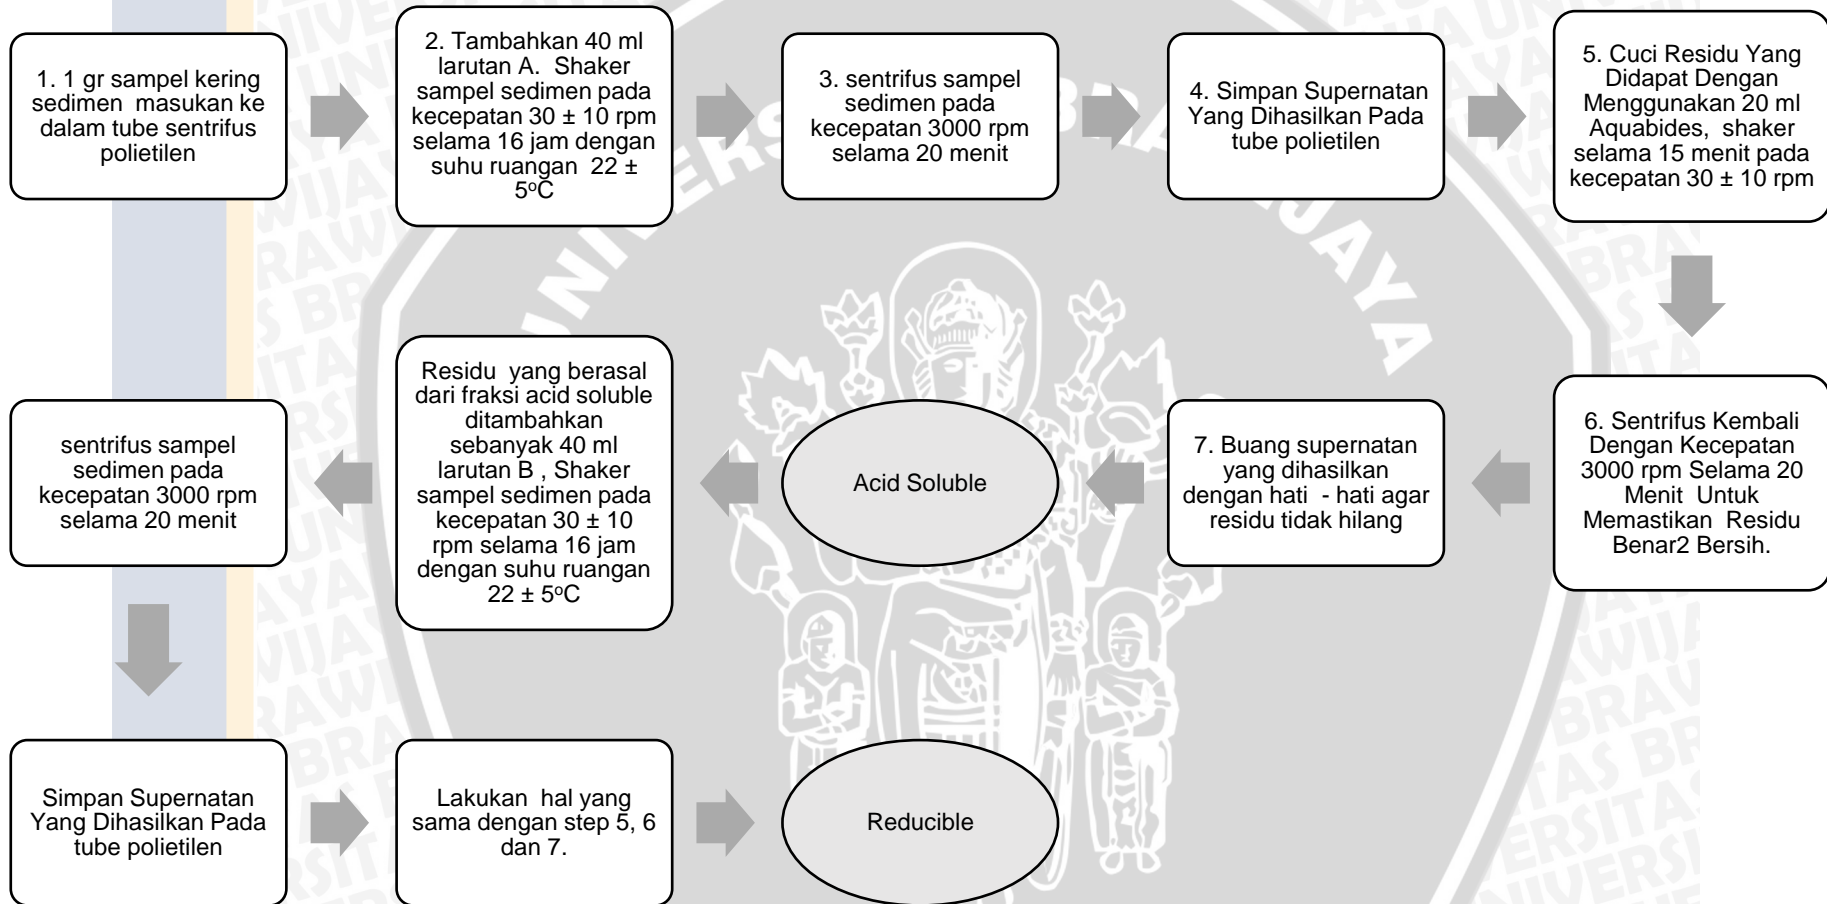 1. 1 gr sampel kering
sedimen masukan ke
dalam tube sentrifus
polietilen
2. Tambahkan 40 ml
larutan A. Shaker
sampel sedimen pada
kecepatan 30 ± 10 rpm
selama 16 jam dengan
suhu ruangan 22 ±
5ºC
3. sentrifus sampel
sedimen pada
kecepatan 3000 rpm
selama 20 menit
4. Simpan Supernatan
Yang Dihasilkan Pada
tube polietilen
5. Cuci Residu Yang
Didapat Dengan
Menggunakan 20 ml
Aquabides, shaker
selama 15 menit pada
kecepatan 30 ± 10 rpm
6. Sentrifus Kembali
Dengan Kecepatan
3000 rpm Selama 20
Menit Untuk
Memastikan Residu
Benar2 Bersih.
7. Buang supernatan
yang dihasilkan
dengan hati - hati agar
residu tidak hilang
Acid Soluble
Residu yang berasal
dari fraksi acid soluble
ditambahkan
sebanyak 40 ml
larutan B , Shaker
sampel sedimen pada
kecepatan 30 ± 10
rpm selama 16 jam
dengan suhu ruangan
22 ± 5ºC
sentrifus sampel
sedimen pada
kecepatan 3000 rpm
selama 20 menit
Simpan Supernatan
Yang Dihasilkan Pada
tube polietilen
Lakukan hal yang
sama dengan step 5, 6
dan 7.
Reducible